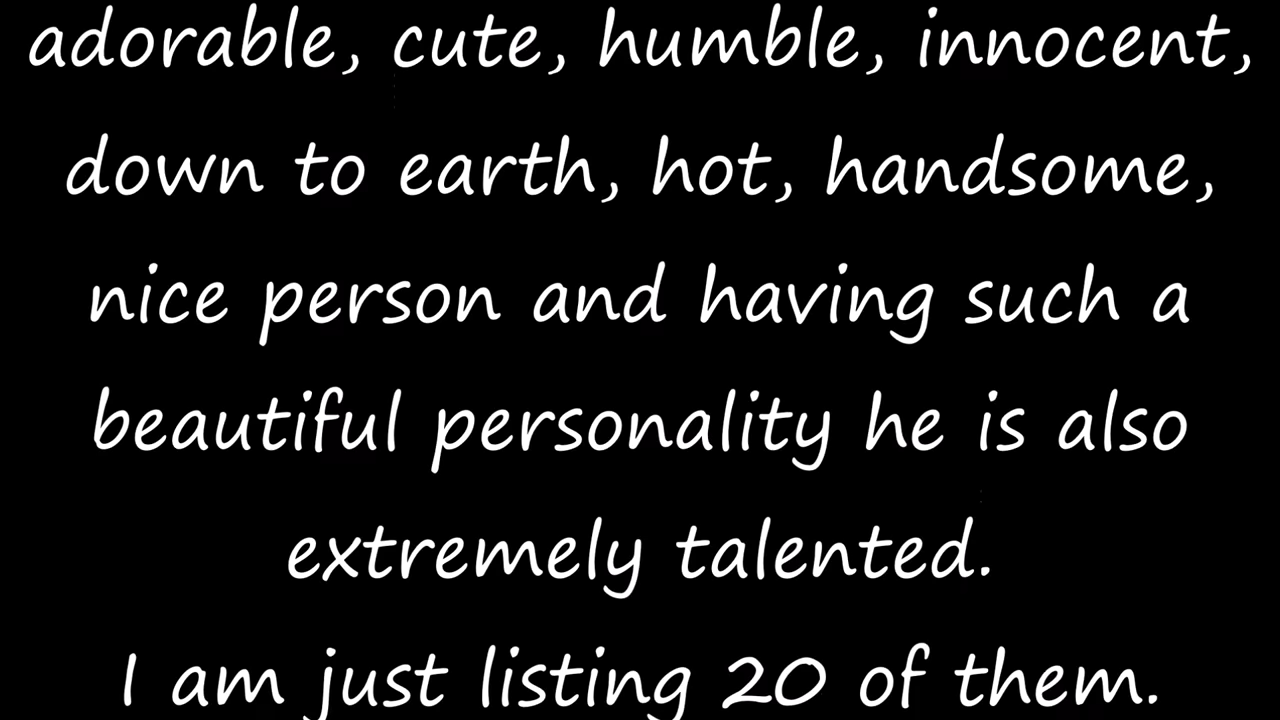 adorable, cute, humble, innocent,
down to earth, hot, handsome,
nice person and having such a
beautiful personality he is also
extremely talented.
I am just listing 20 of them.